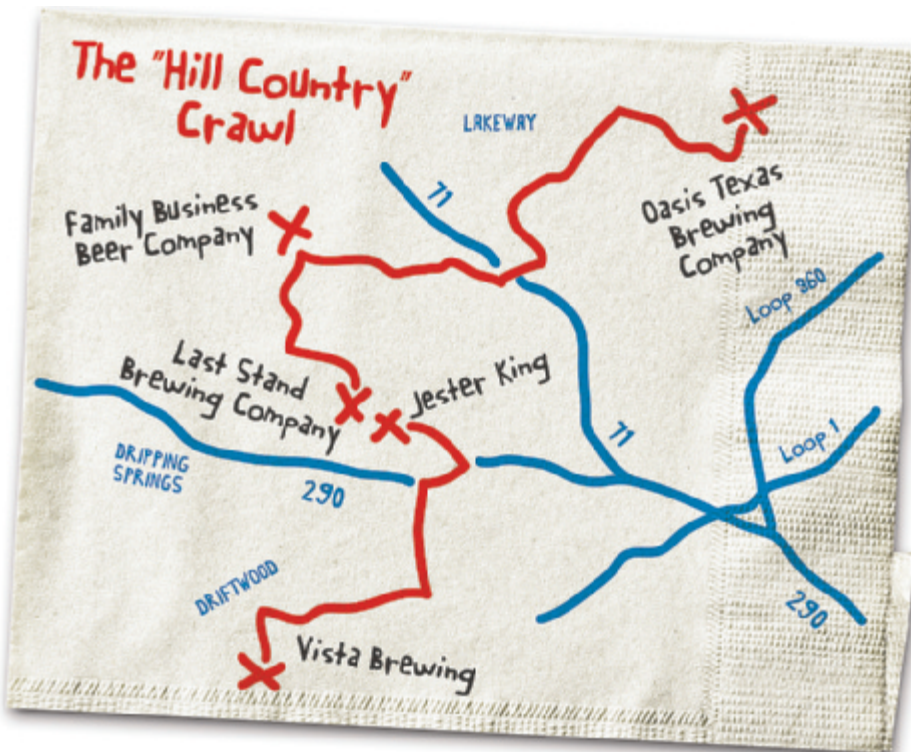 The "Hill Country"
Crawl
LAKEWAY
71
Family Business
Beer Company
Oasis Texas
Brewing
Company
Loop 360
Last Stand
Brewing Company
Jester King
71
Loop 1
DRIPPING
SPRINGS
290
DRIFTWOOD
290
Vista Brewing